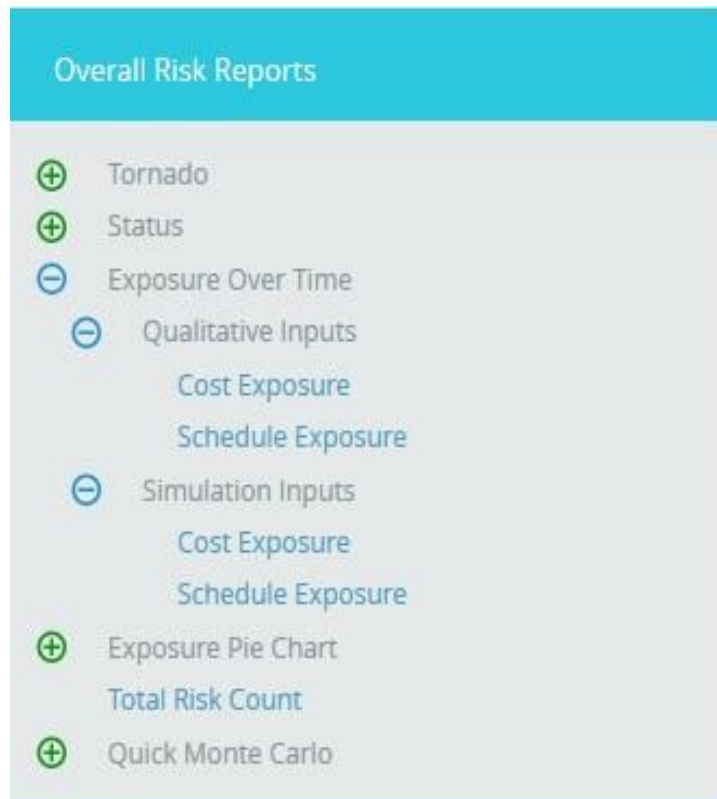 Overall Risk Reports
Tornado
Status
Exposure Over Time
Qualitative Inputs
Cost Exposure
Schedule Exposure
Simulation Inputs
Cost Exposure
Schedule Exposure
Exposure Pie Chart
Total Risk Count
Quick Monte Carlo